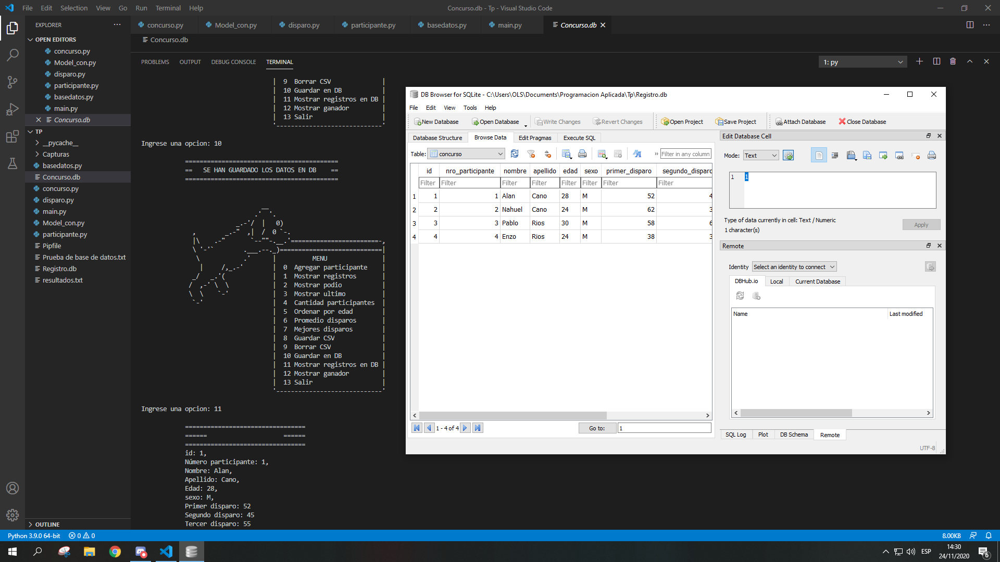 File Edit Selection View Go Run Terminal Help
Concurso.db - Tp - Visual Studio Code
EXPLORER
concurso.py
Model_con.py
disparo.py
participante.py
basedatos.py
main.py
Concurso.db
Concurso.db
OPEN EDITORS
concurso.py
Model_con.py
disparo.py
participante.py
basedatos.py
main.py
Concurso.db
TP
__pycache__
Capturas
basedatos.py
Concurso.db
concurso.py
disparo.py
main.py
Model_con.py
participante.py
Pipfile
Prueba de base de datos.txt
Registro.db
resultados.txt
OUTLINE
PROBLEMS OUTPUT DEBUG CONSOLE TERMINAL
1: py
9 Borrar CSV
10 Guardar en DB
11 Mostrar registros en DB
12 Mostrar ganador
13 Salir
Ingrese una opcion: 10
== SE HAN GUARDADO LOS DATOS EN DB ==
MENU
0 Agregar participante
1 Mostrar registros
2 Mostrar podio
3 Mostrar ultimo
4 Cantidad participantes
5 Ordenar por edad
6 Promedio disparos
7 Mejores disparos
8 Guardar CSV
9 Borrar CSV
10 Guardar en DB
11 Mostrar registros en DB
12 Mostrar ganador
13 Salir
Ingrese una opcion: 11
id: 1,
Número participante: 1,
Nombre: Alan,
Apellido: Cano,
Edad: 28,
sexo: M,
Primer disparo: 52
Segundo disparo: 45
Tercer disparo: 55
DB Browser for SQLite - C:\Users\OLS\Documents\Programacion Aplicada\Tp\Registro.db
File Edit View Tools Help
New Database Open Database Write Changes Revert Changes Open Project Save Project Attach Database Close Database
Database Structure Browse Data Edit Pragmas Execute SQL
Table: concurso
Filter in any column
id nro_participante nombre apellido edad sexo primer_disparo segundo_disparo
Filter Filter Filter Filter Filter Filter Filter Filter
1 1 1 Alan Cano 28 M 52 4
2 2 2 Nahuel Cano 24 M 62 3
3 3 3 Pablo Rios 30 M 58 6
4 4 4 Enzo Rios 24 M 38 3
1 - 4 of 4
Go to: 1
Edit Database Cell
Mode: Text
1 1
Type of data currently in cell: Text / Numeric
1 character(s)
Apply
Remote
Identity Select an identity to connect
DBHub.io Local Current Database
Name Last modified
SQL Log Plot DB Schema Remote
UTF-8
Python 3.9.0 64-bit 0 0
8.00KB
ESP
14:30
24/11/2020
6